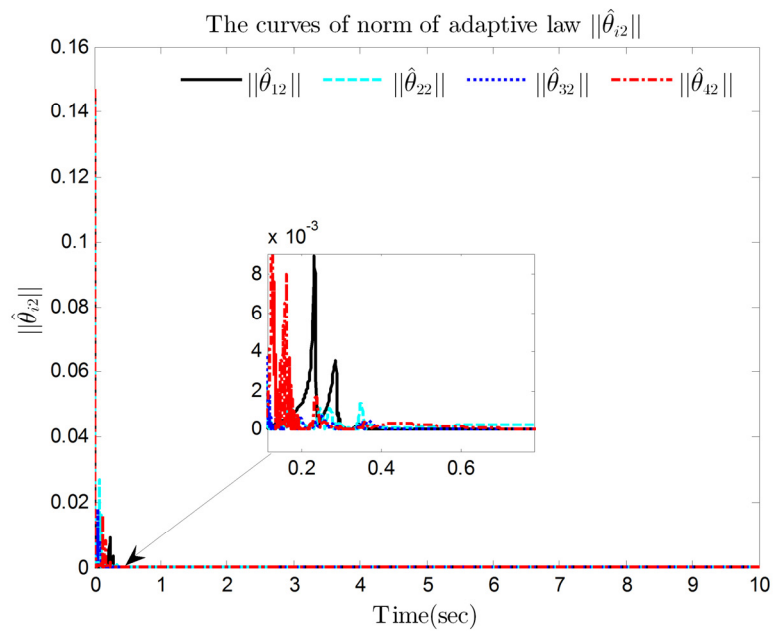 The curves of norm of adaptive law ||θ̂ᵢ₂||
||θ̂₁₂|| ||θ̂₂₂|| ||θ̂₃₂|| ||θ̂₄₂||
0.16
0.14
0.12
0.1
0.08
0.06
0.04
0.02
0
||θ̂ᵢ₂||
x 10⁻³
8
6
4
2
0
0.2 0.4 0.6
0 1 2 3 4 5 6 7 8 9 10
Time(sec)